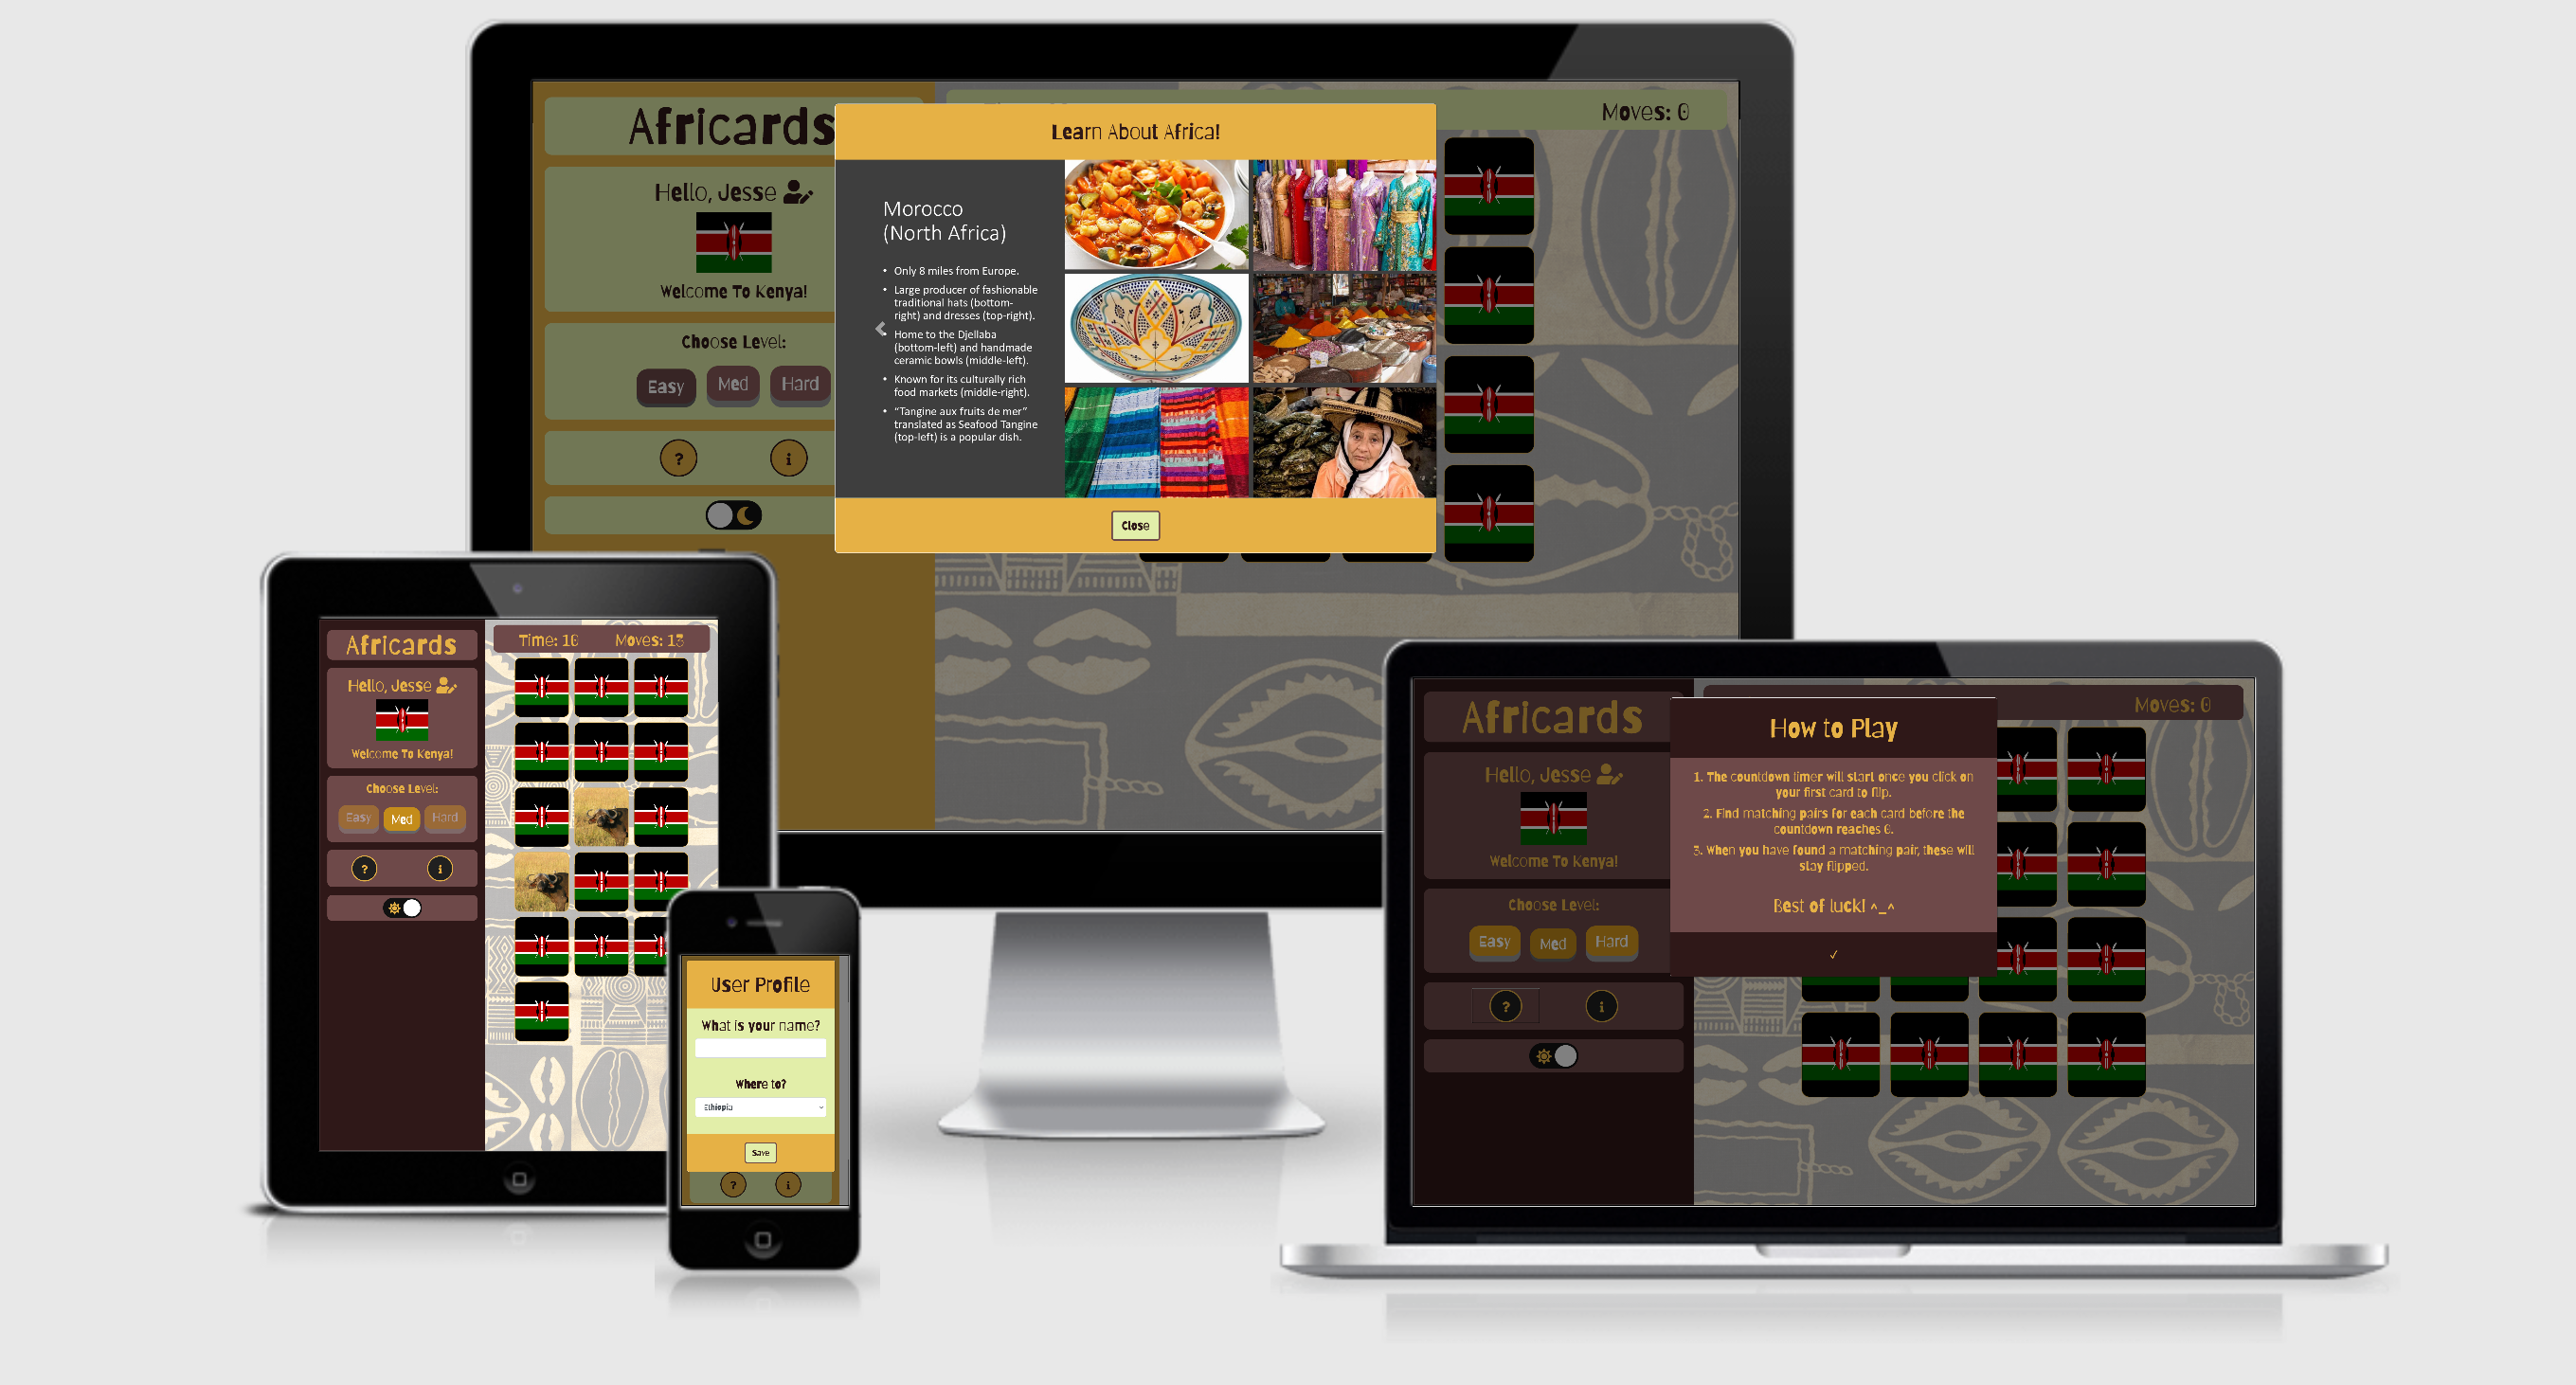 Africards
Moves: 0
Hello, Jesse
Welcome To Kenya!
Choose Level:
Easy Med Hard
? i
Learn About Africa!
Morocco
(North Africa)
• Only 8 miles from Europe.
• Large producer of fashionable
traditional hats (bottom-
right) and dresses (top-right).
• Home to the Djellaba
(bottom-left) and handmade
ceramic bowls (middle-left).
• Known for its culturally rich
food markets (middle-right).
• “Tangine aux fruits de mer”
translated as Seafood Tangine
(top-left) is a popular dish.
Close
Africards
Time: 10 Moves: 13
Hello, Jesse
Welcome To Kenya!
Choose Level:
Easy Med Hard
? i
User Profile
What is your name?
Where to?
Ethiopia
Save
? i
Africards
Moves: 0
Hello, Jesse
Welcome To Kenya!
Choose Level:
Easy Med Hard
? i
How to Play
1. The countdown timer will start once you click on
your first card to flip.
2. Find matching pairs for each card before the
countdown reaches 0.
3. When you have found a matching pair, these will
stay flipped.
Best of luck! ^_^
✓